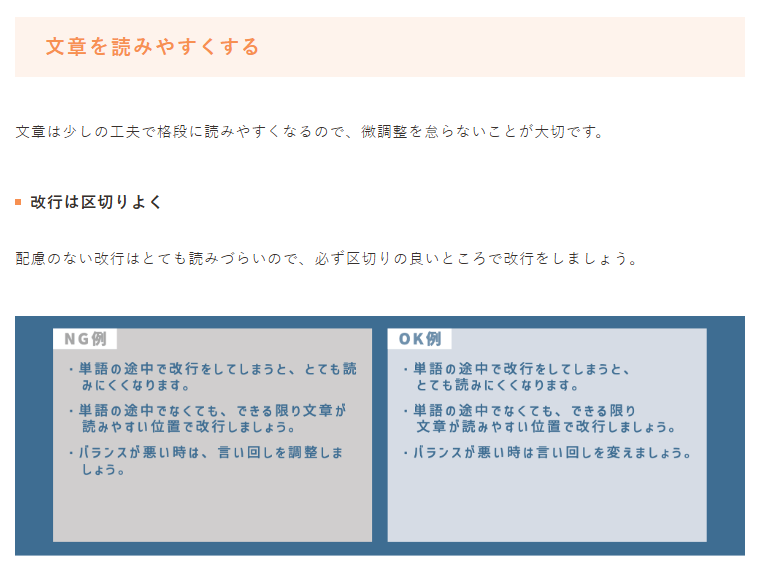 文章を読みやすくする
文章は少しの工夫で格段に読みやすくなるので、微調整を怠らないことが大切です。
改行は区切りよく
配慮のない改行はとても読みづらいので、必ず区切りの良いところで改行をしましょう。
NG例
・単語の途中で改行をしてしまうと、とても読
みにくくなります。
・単語の途中でなくても、できる限り文章が
読みやすい位置で改行しましょう。
・バランスが悪い時は、言い回しを調整しま
しょう。
OK例
・単語の途中で改行をしてしまうと、
とても読みにくくなります。
・単語の途中でなくても、できる限り
文章が読みやすい位置で改行しましょう。
・バランスが悪い時は言い回しを変えましょう。